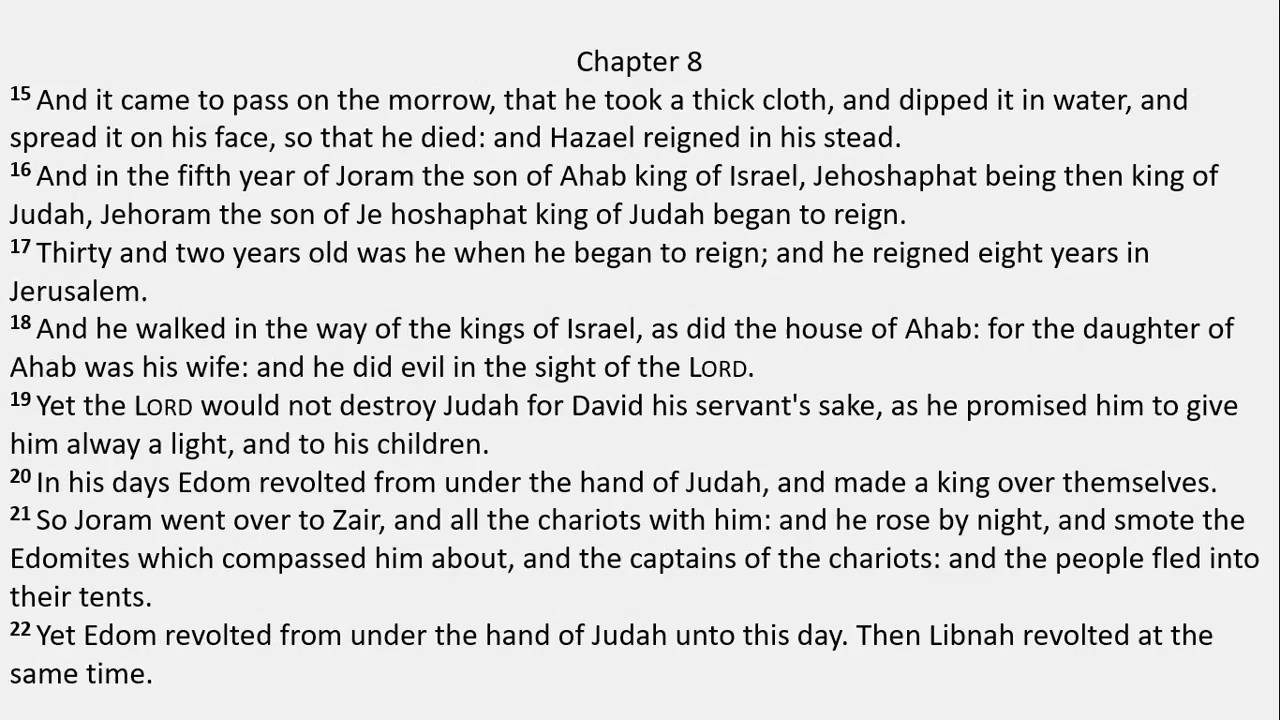 Chapter 8
15 And it came to pass on the morrow, that he took a thick cloth, and dipped it in water, and
spread it on his face, so that he died: and Hazael reigned in his stead.
16 And in the fifth year of Joram the son of Ahab king of Israel, Jehoshaphat being then king of
Judah, Jehoram the son of Je hoshaphat king of Judah began to reign.
17 Thirty and two years old was he when he began to reign; and he reigned eight years in
Jerusalem.
18 And he walked in the way of the kings of Israel, as did the house of Ahab: for the daughter of
Ahab was his wife: and he did evil in the sight of the LORD.
19 Yet the LORD would not destroy Judah for David his servant's sake, as he promised him to give
him alway a light, and to his children.
20 In his days Edom revolted from under the hand of Judah, and made a king over themselves.
21 So Joram went over to Zair, and all the chariots with him: and he rose by night, and smote the
Edomites which compassed him about, and the captains of the chariots: and the people fled into
their tents.
22 Yet Edom revolted from under the hand of Judah unto this day. Then Libnah revolted at the
same time.